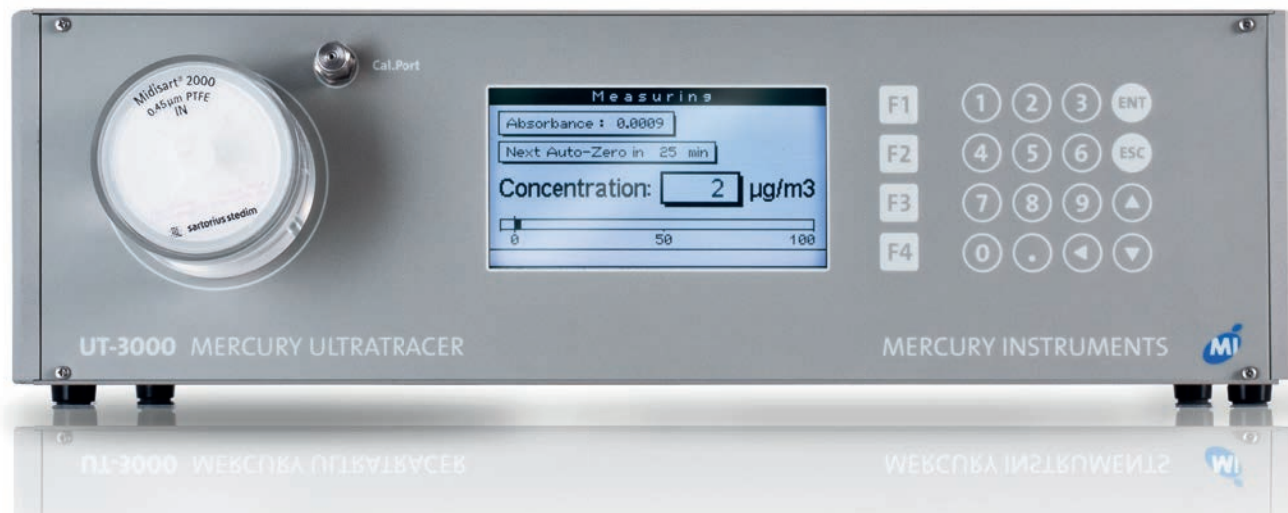 Midisart® 2000
0.45µm PTFE
IN
sartorius stedim
Cal.Port
Measuring
Absorbance : 0.0009
Next Auto-Zero in 25 min
Concentration: 2 µg/m3
0 50 100
F1 1 2 3 ENT
F2 4 5 6 ESC
F3 7 8 9
F4 0 .
UT-3000 MERCURY ULTRATRACER
MERCURY INSTRUMENTS
MI